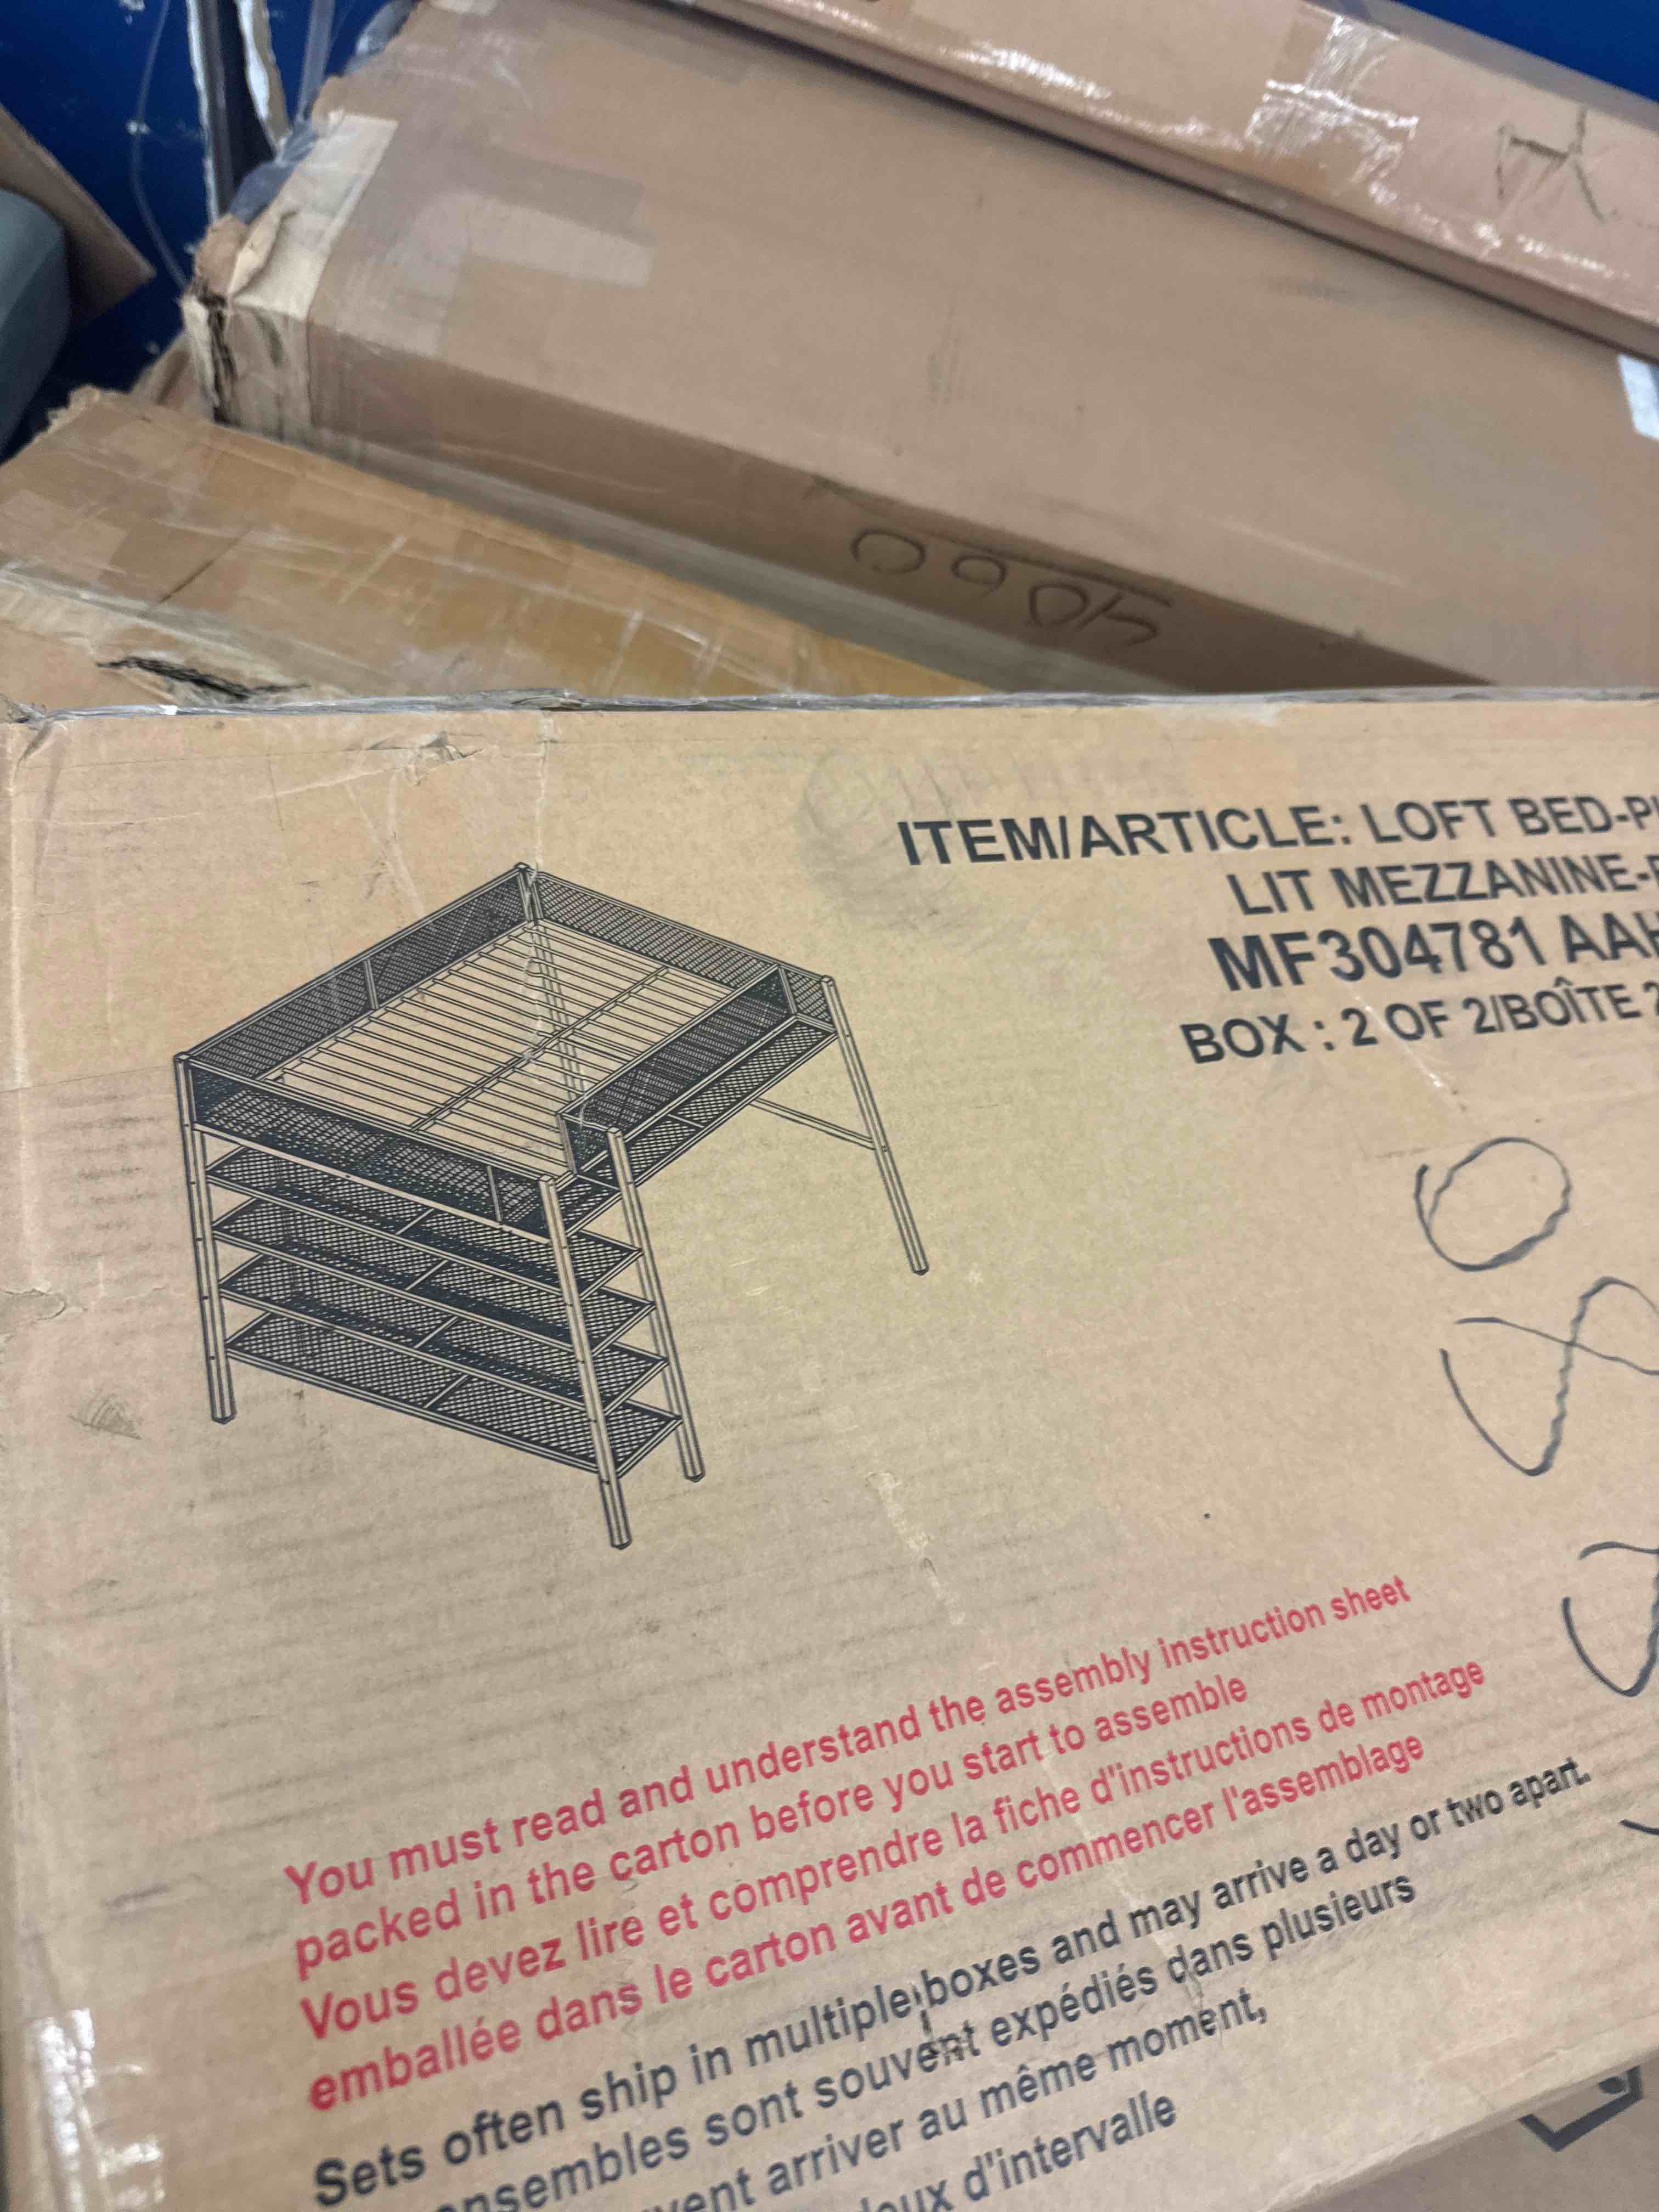 ITEM/ARTICLE: LOFT BED-
LIT MEZZANINE-
MF304781
BOX : 2 OF 2/BOÎTE
You must read and understand the assembly instruction sheet
packed in the carton before you start to assemble
Vous devez lire et comprendre la fiche d'instructions de montage
emballée dans le carton avant de commencer l'assemblage
Sets often ship in multiple boxes and may arrive a day or two apart.
sont souvent expédiés dans plusieurs
arriver au même moment,
d'intervalle